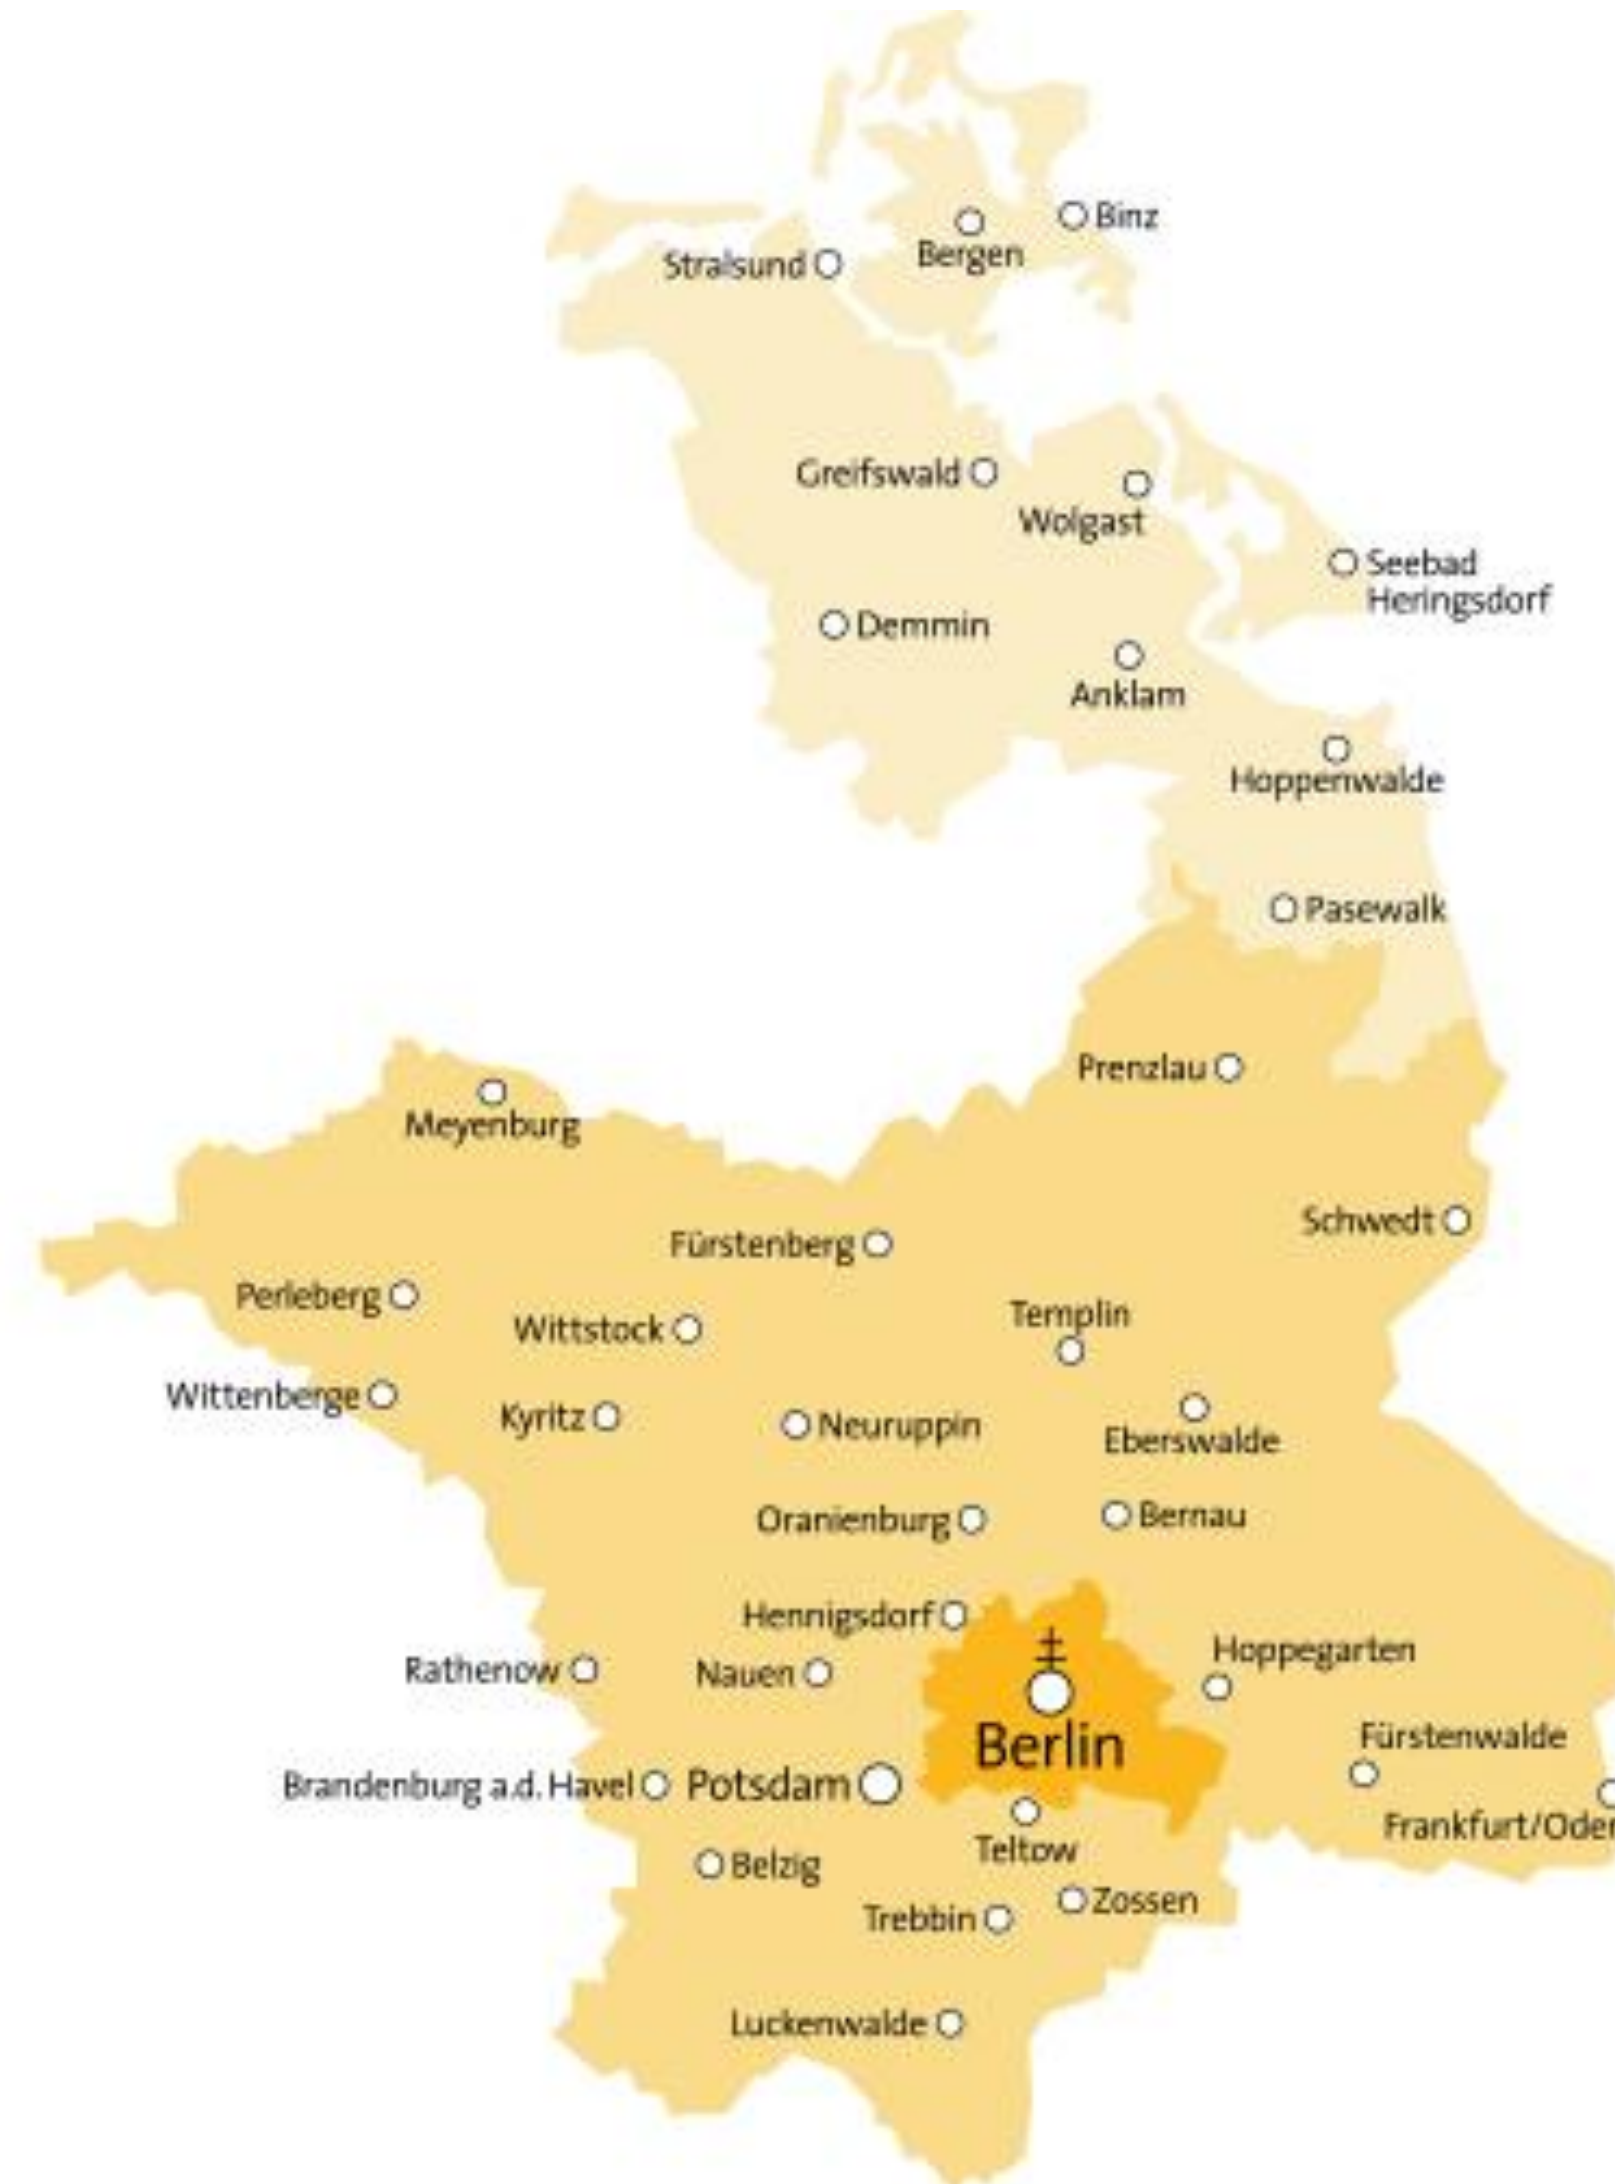 Binz
Bergen
Stralsund
Greifswald
Wolgast
Seebad
Heringsdorf
Demmin
Anklam
Hoppenwalde
Pasewalk
Prenzlau
Meyenburg
Schwedt
Fürstenberg
Perleberg
Templin
Wittstock
Wittenberge
Kyritz
Neuruppin
Eberswalde
Oranienburg
Bernau
Hennigsdorf
Hoppegarten
Rathenow
Nauen
Berlin
Fürstenwalde
Brandenburg a.d. Havel
Potsdam
Frankfurt/Oder
Teltow
Belzig
Zossen
Trebbin
Luckenwalde